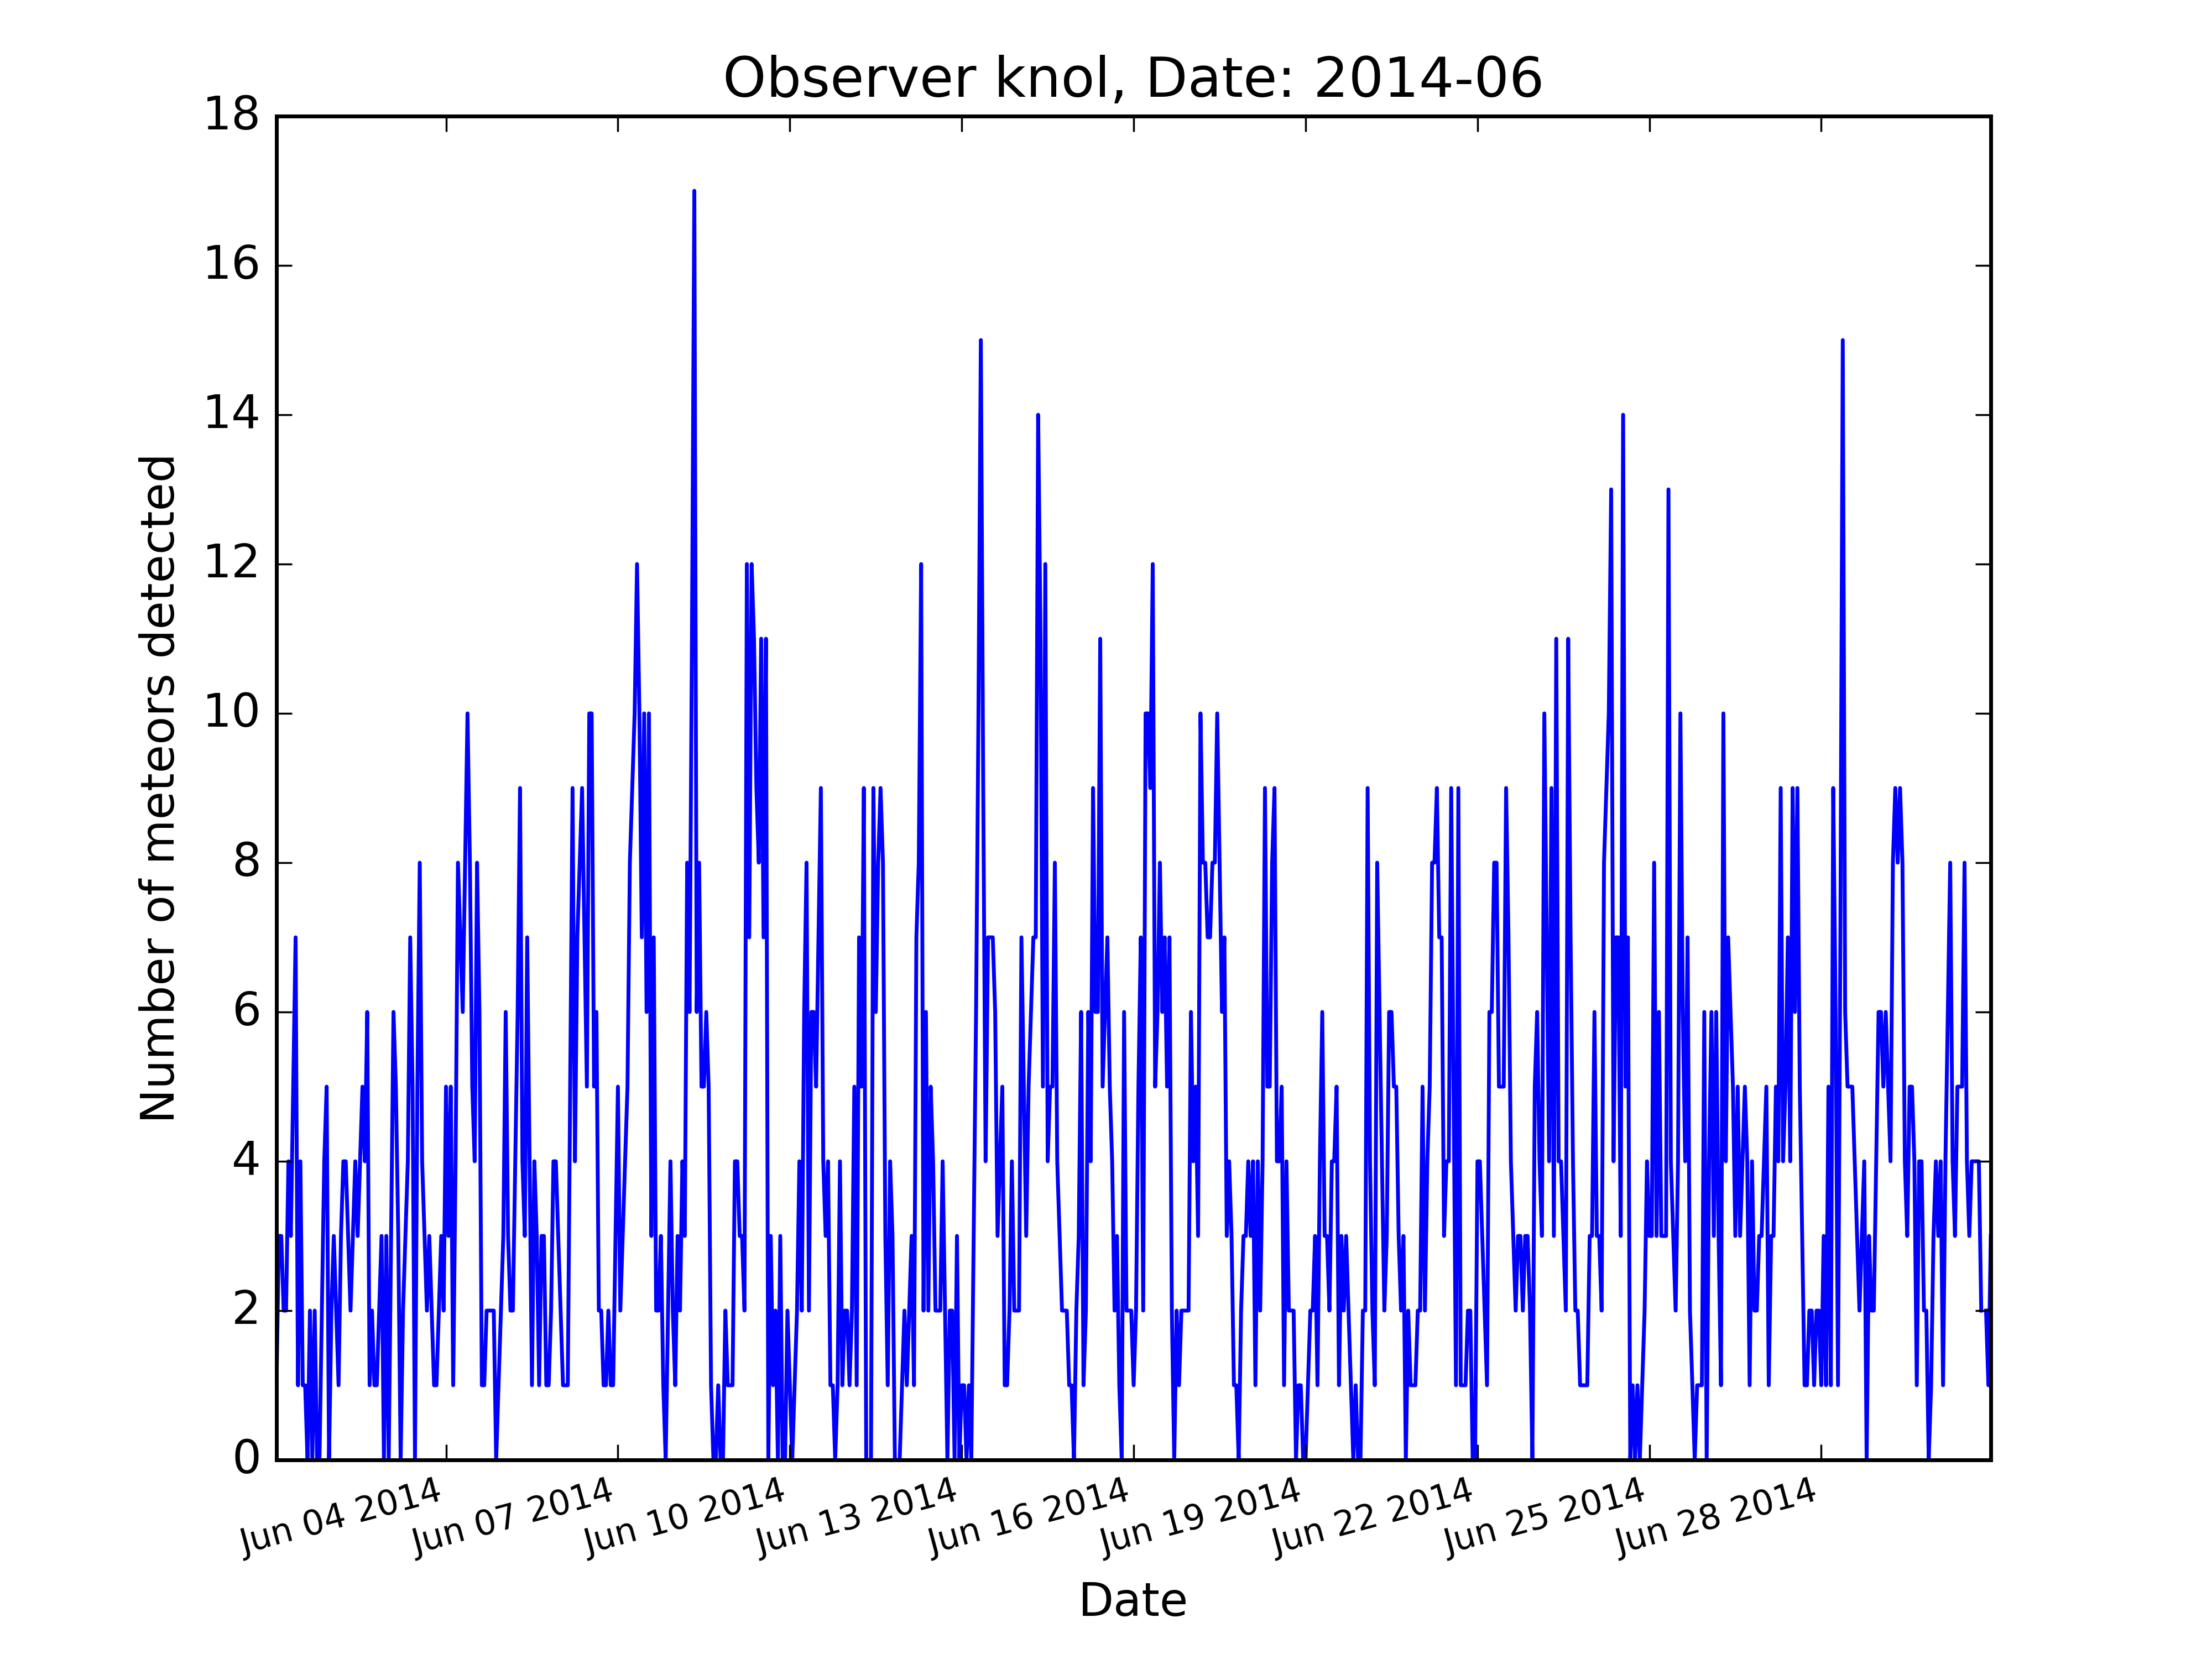 Observer knol, Date: 2014-06
Number of meteors detected
18
16
14
12
10
8
6
4
2
0
Jun 04 2014
Jun 07 2014
Jun 10 2014
Jun 13 2014
Jun 16 2014
Jun 19 2014
Jun 22 2014
Jun 25 2014
Jun 28 2014
Date